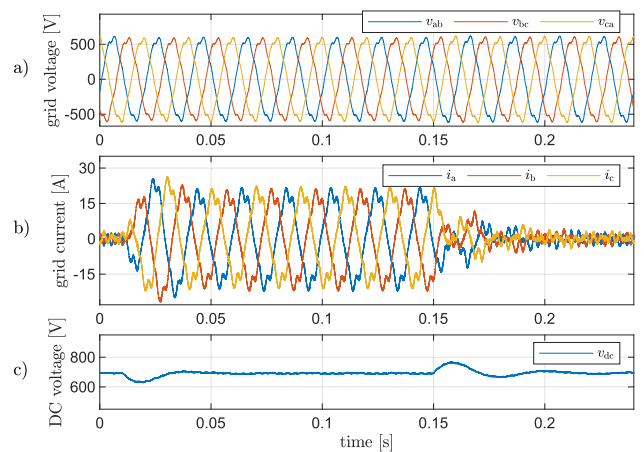 v_ab v_bc v_ca
a)
grid voltage [V]
500
0
-500
0 0.05 0.1 0.15 0.2
i_a i_b i_c
b)
grid current [A]
30
15
0
-15
0 0.05 0.1 0.15 0.2
v_dc
c)
DC voltage [V]
800
600
0 0.05 0.1 0.15 0.2
time [s]